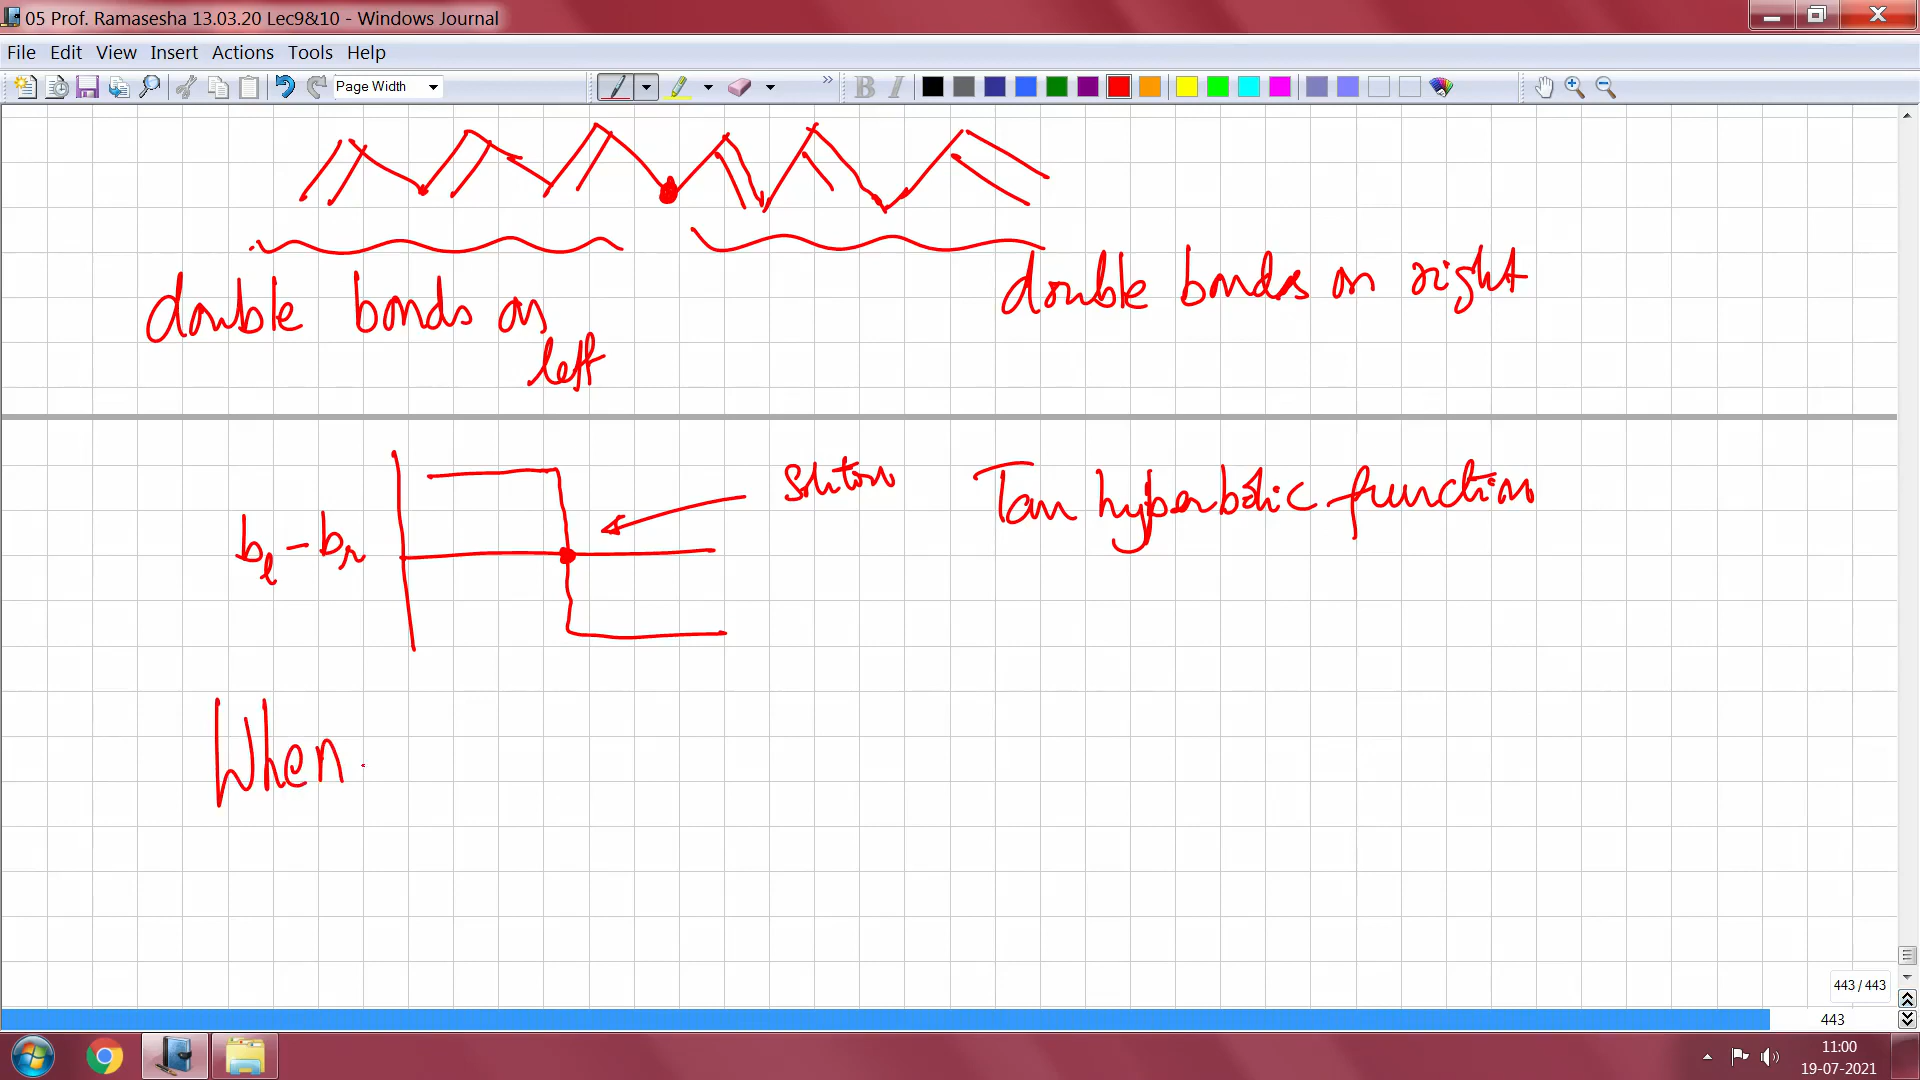 05 Prof. Ramasesha 13.03.20 Lec9&10 - Windows Journal
File Edit View Insert Actions Tools Help
Page Width
B I
double bonds on left
double bonds on right
bℓ - br
Soliton
Tan hyperbolic function
When
443 / 443
443
11:00
19-07-2021